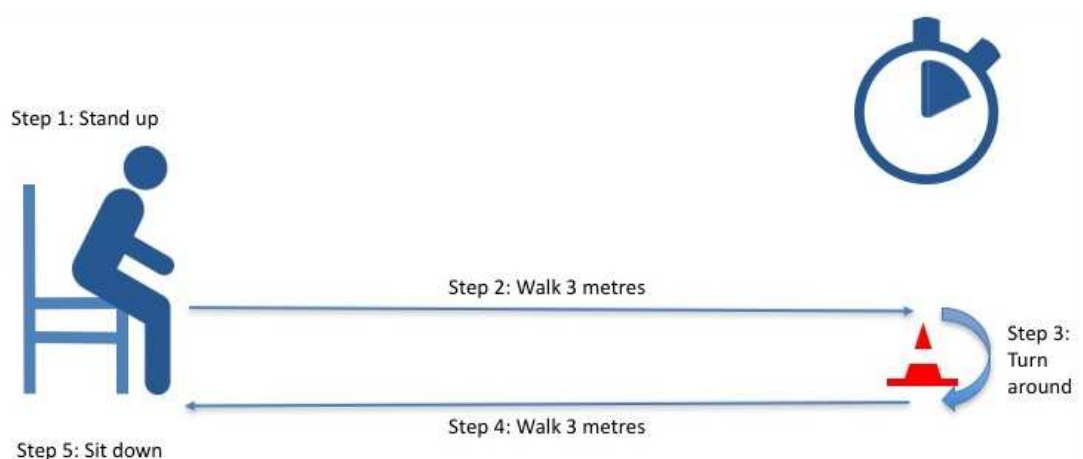 Step 1: Stand up
Step 2: Walk 3 metres
Step 3:
Turn
around
Step 4: Walk 3 metres
Step 5: Sit down